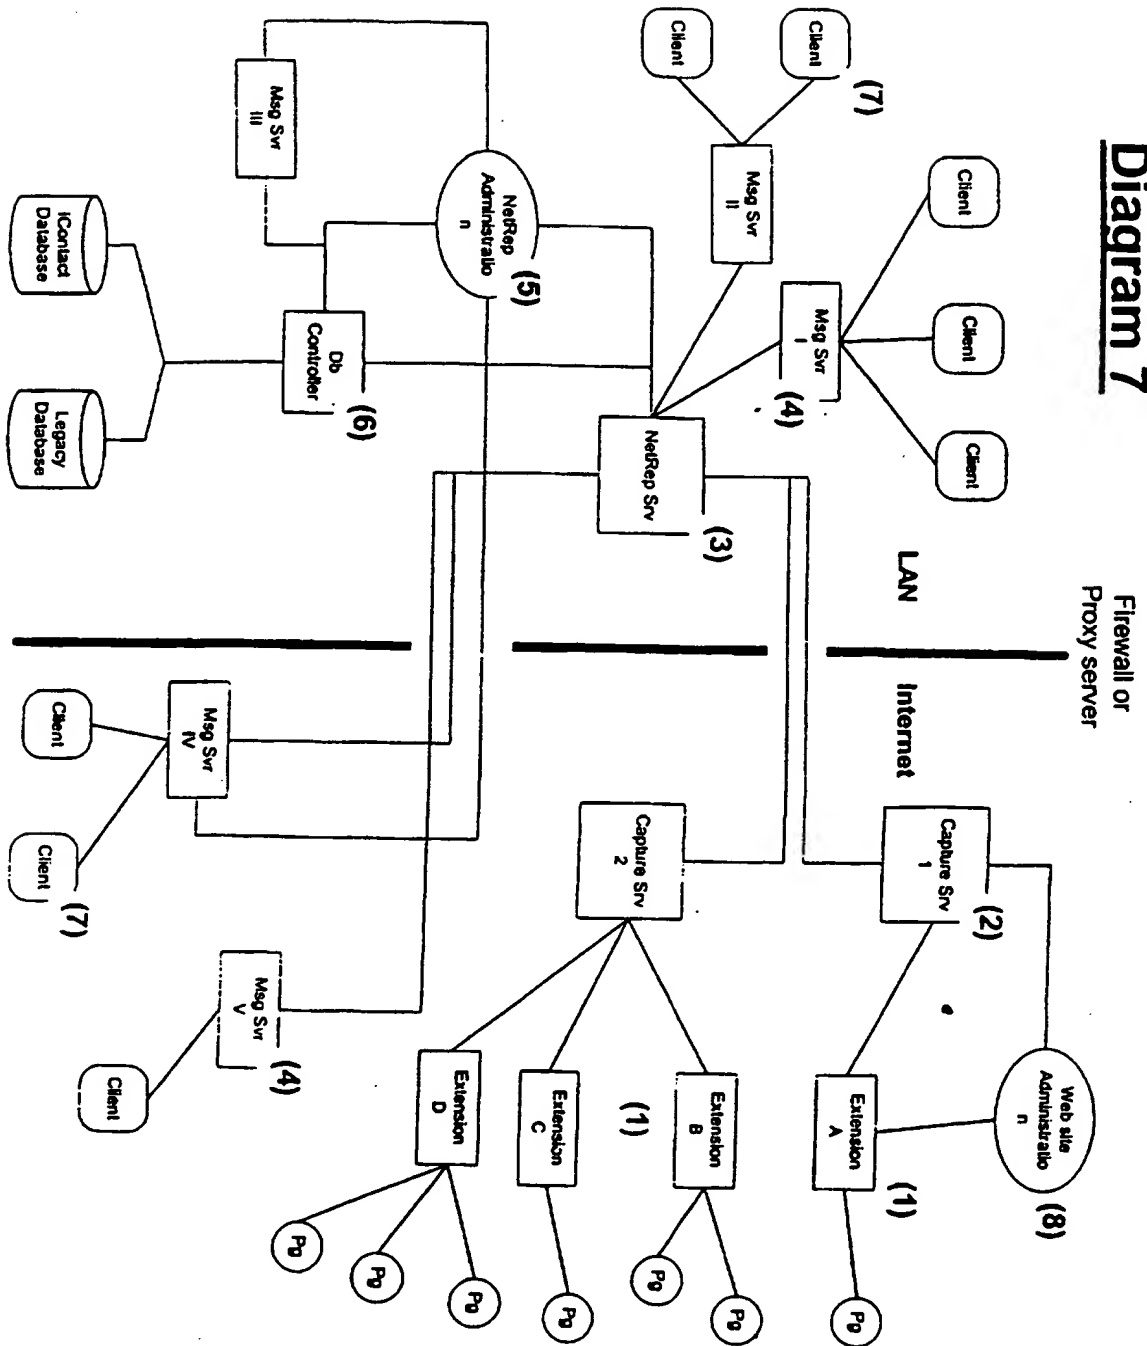 Diagram 7
Firewall or
Proxy server
LAN
Internet
Client
Client
(7)
Client
Client
Client
Msg Svr
II
Msg Svr
I
(4)
Msg Svr
III
NetRep
Administratio
n
(5)
NetRep Srv
(3)
Db
Controller
(6)
iContact
Database
Legacy
Database
Capture Srv
1
(2)
Capture Srv
2
Web site
Administratio
n
(8)
Extension
A
(1)
Extension
B
(1)
Extension
C
Extension
D
Pg
Pg
Pg
Pg
Pg
Pg
Pg
Msg Svr
IV
Client
Client
(7)
Msg Svr
V
(4)
Client